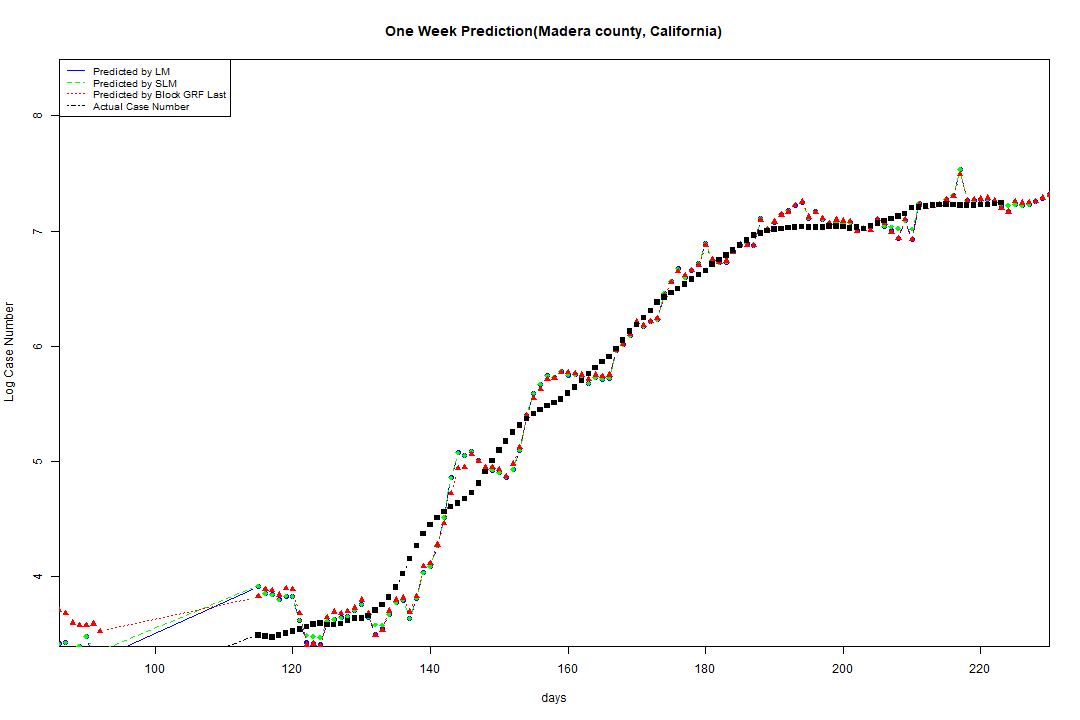 One Week Prediction(Madera county, California)
Predicted by LM
Predicted by SLM
Predicted by Block GRF Last
Actual Case Number
8
7
6
5
4
Log Case Number
100 120 140 160 180 200 220
days